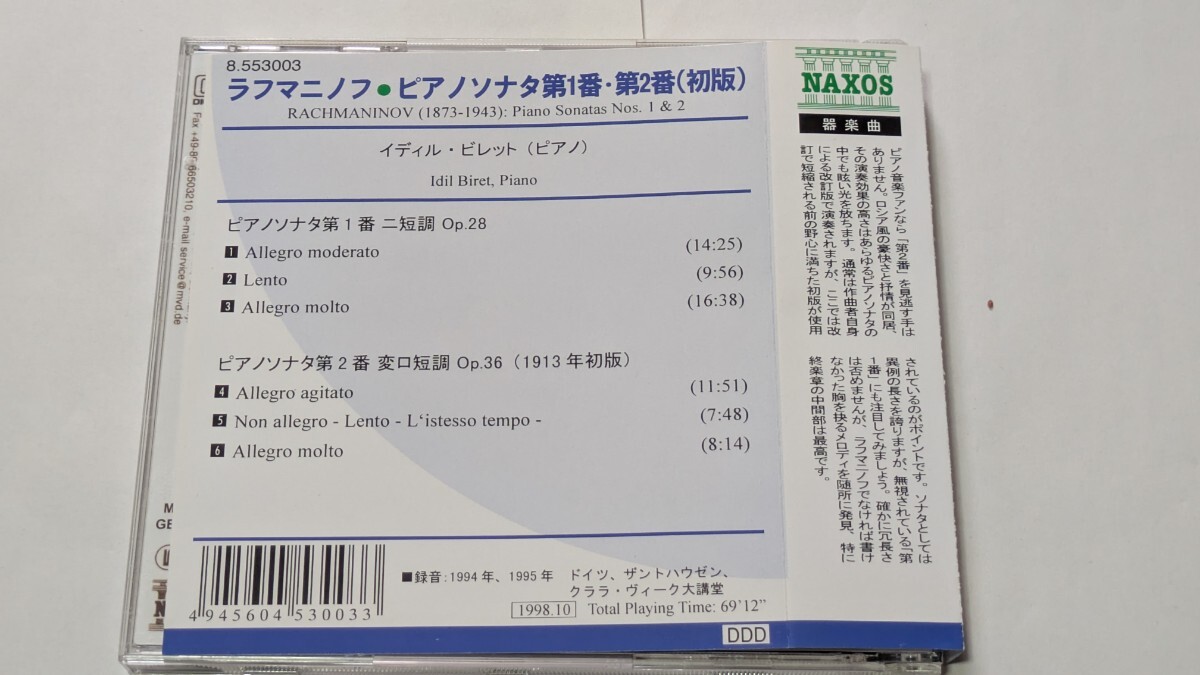 8.553003
ラフマニノフ●ピアノソナタ第1番・第2番(初版)
RACHMANINOV (1873-1943): Piano Sonatas Nos. 1 & 2
イディル・ビレット (ピアノ)
Idil Biret, Piano
ピアノソナタ第1番 ニ短調 Op.28
1 Allegro moderato (14:25)
2 Lento (9:56)
3 Allegro molto (16:38)
ピアノソナタ第2番 変ロ短調 Op.36 (1913年初版)
4 Allegro agitato (11:51)
5 Non allegro - Lento - L‘istesso tempo - (7:48)
6 Allegro molto (8:14)
4945604530033
■録音:1994年、1995年 ドイツ、ザントハウゼン、
クララ・ヴィーク大講堂
1998.10 Total Playing Time: 69’12”
DDD
NAXOS
器楽曲
ピアノ音楽ファンなら「第2番」を見逃す手は
ありません。ロシア風の豪快さと抒情が同居、
その演奏効果の高さはあらゆるピアノソナタの
中でも眩い光を放ちます。通常は作曲者自身
による改訂版で演奏されますが、ここでは改
訂で短縮される前の野心に満ちた初版が使用
されているのがポイントです。ソナタとしては
異例の長さを誇りますが、無視されている「第
1番」にも注目してみましょう。確かに冗長さ
は否めませんが、ラフマニノフでなければ書け
なかった胸を抉るメロディを随所に発見、特に
終楽章の中間部は最高です。
66503210, e-mail service@mvd.de